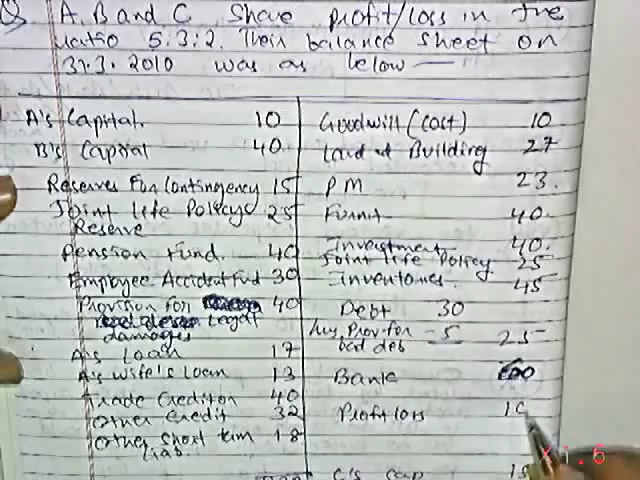 A, B and C Share profit/loss in the
ratio 5:3:2. Their balance sheet on
31.3.2010 was as below —
A's Capital. 10 Goodwill (cost) 10
B's Capital 40. Land & Building 27
Reserves For Contingency 15 PM 23.
Joint Life Policy 25 Furnit 40.
Reserve Investment 40.
Pension Fund. 40 Joint life Policy 25
Employee Accident Fund 30 Inventories. 45
Provision for 40 Debt 30
Legal
damages bad deb - 5 25
A's Loan 17
A's Wife's Loan 13 Bank
Trade Creditor 40
Other Credit 32 Profit loss
Other Short term 18
Liab C's cap